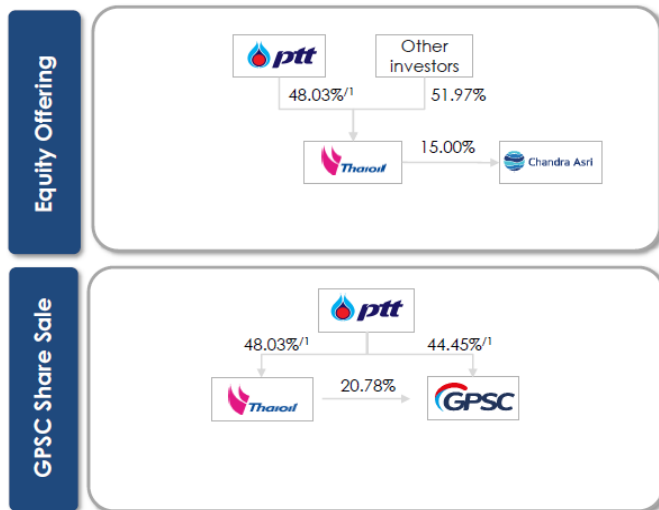 Equity Offering
ptt
Other
investors
48.03%/1
51.97%
Thaioil
15.00%
Chandra Asri
GPSC Share Sale
ptt
48.03%/1
44.45%/1
Thaioil
20.78%
GPSC